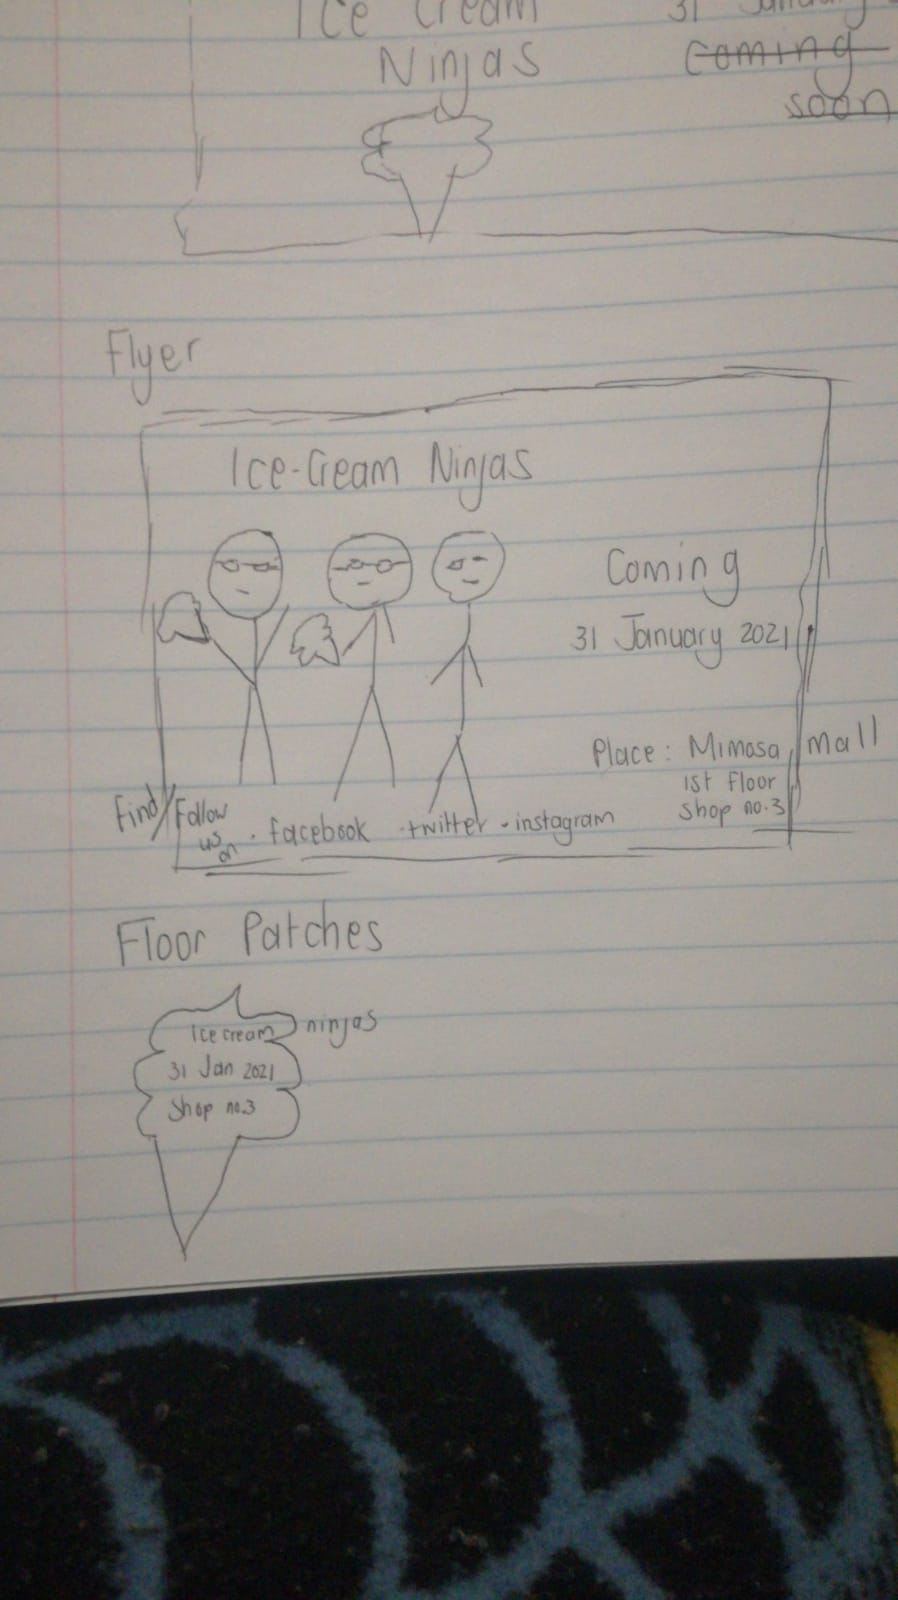 Ice Cream
31 January
Ninjas
Coming
soon
Flyer
Ice-Cream Ninjas
Coming
31 January 2021
Place: Mimosa Mall
1st Floor
Shop no.3
Find/Follow
us
on
· facebook · twitter · instagram
Floor Patches
Ice cream ninjas
31 Jan 2021
Shop no.3